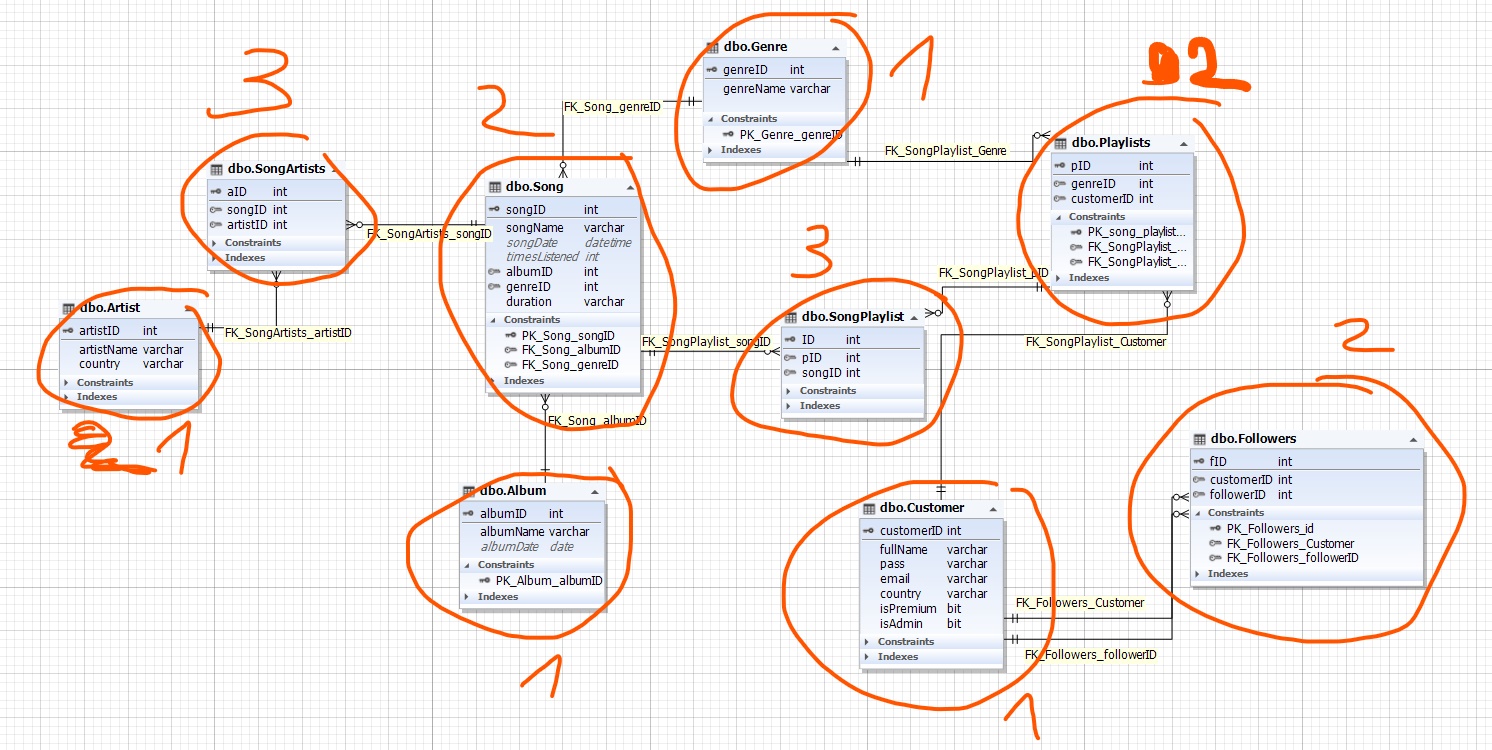 dbo.Genre
genreID int
genreName varchar
Constraints
PK_Genre_genreID
Indexes
1
2
3
2
FK_Song_genreID
FK_SongPlaylist_Genre
dbo.Playlists
pID int
genreID int
customerID int
Constraints
PK_song_playlist...
FK_SongPlaylist_...
FK_SongPlaylist_...
Indexes
dbo.SongArtists
aID int
songID int
artistID int
Constraints
Indexes
FK_SongArtists_songID
dbo.Song
songID int
songName varchar
songDate datetime
timesListened int
albumID int
genreID int
duration varchar
Constraints
PK_Song_songID
FK_Song_albumID
FK_Song_genreID
Indexes
3
FK_SongPlaylist_pID
dbo.Artist
artistID int
artistName varchar
country varchar
Constraints
Indexes
1
FK_SongArtists_artistID
FK_SongPlaylist_songID
dbo.SongPlaylist
ID int
pID int
songID int
Constraints
Indexes
FK_SongPlaylist_Customer
2
FK_Song_albumID
dbo.Album
albumID int
albumName varchar
albumDate date
Constraints
PK_Album_albumID
Indexes
1
dbo.Customer
customerID int
fullName varchar
pass varchar
email varchar
country varchar
isPremium bit
isAdmin bit
Constraints
Indexes
1
dbo.Followers
fID int
customerID int
followerID int
Constraints
PK_Followers_id
FK_Followers_Customer
FK_Followers_followerID
Indexes
FK_Followers_Customer
FK_Followers_followerID